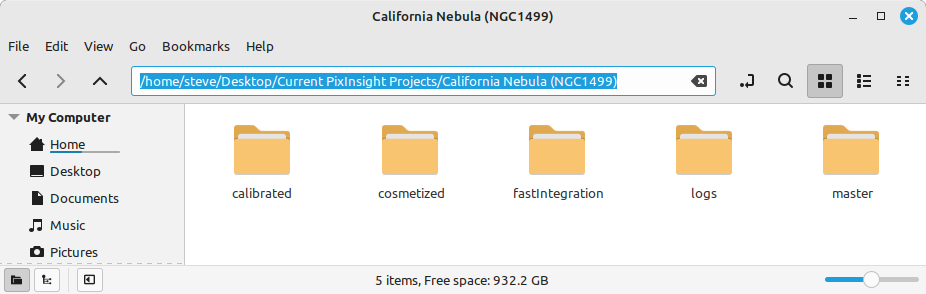 California Nebula (NGC1499)
File Edit View Go Bookmarks Help
/home/steve/Desktop/Current PixInsight Projects/California Nebula (NGC1499)
My Computer
Home
Desktop
Documents
Music
Pictures
calibrated cosmetized fastIntegration logs master
5 items, Free space: 932.2 GB